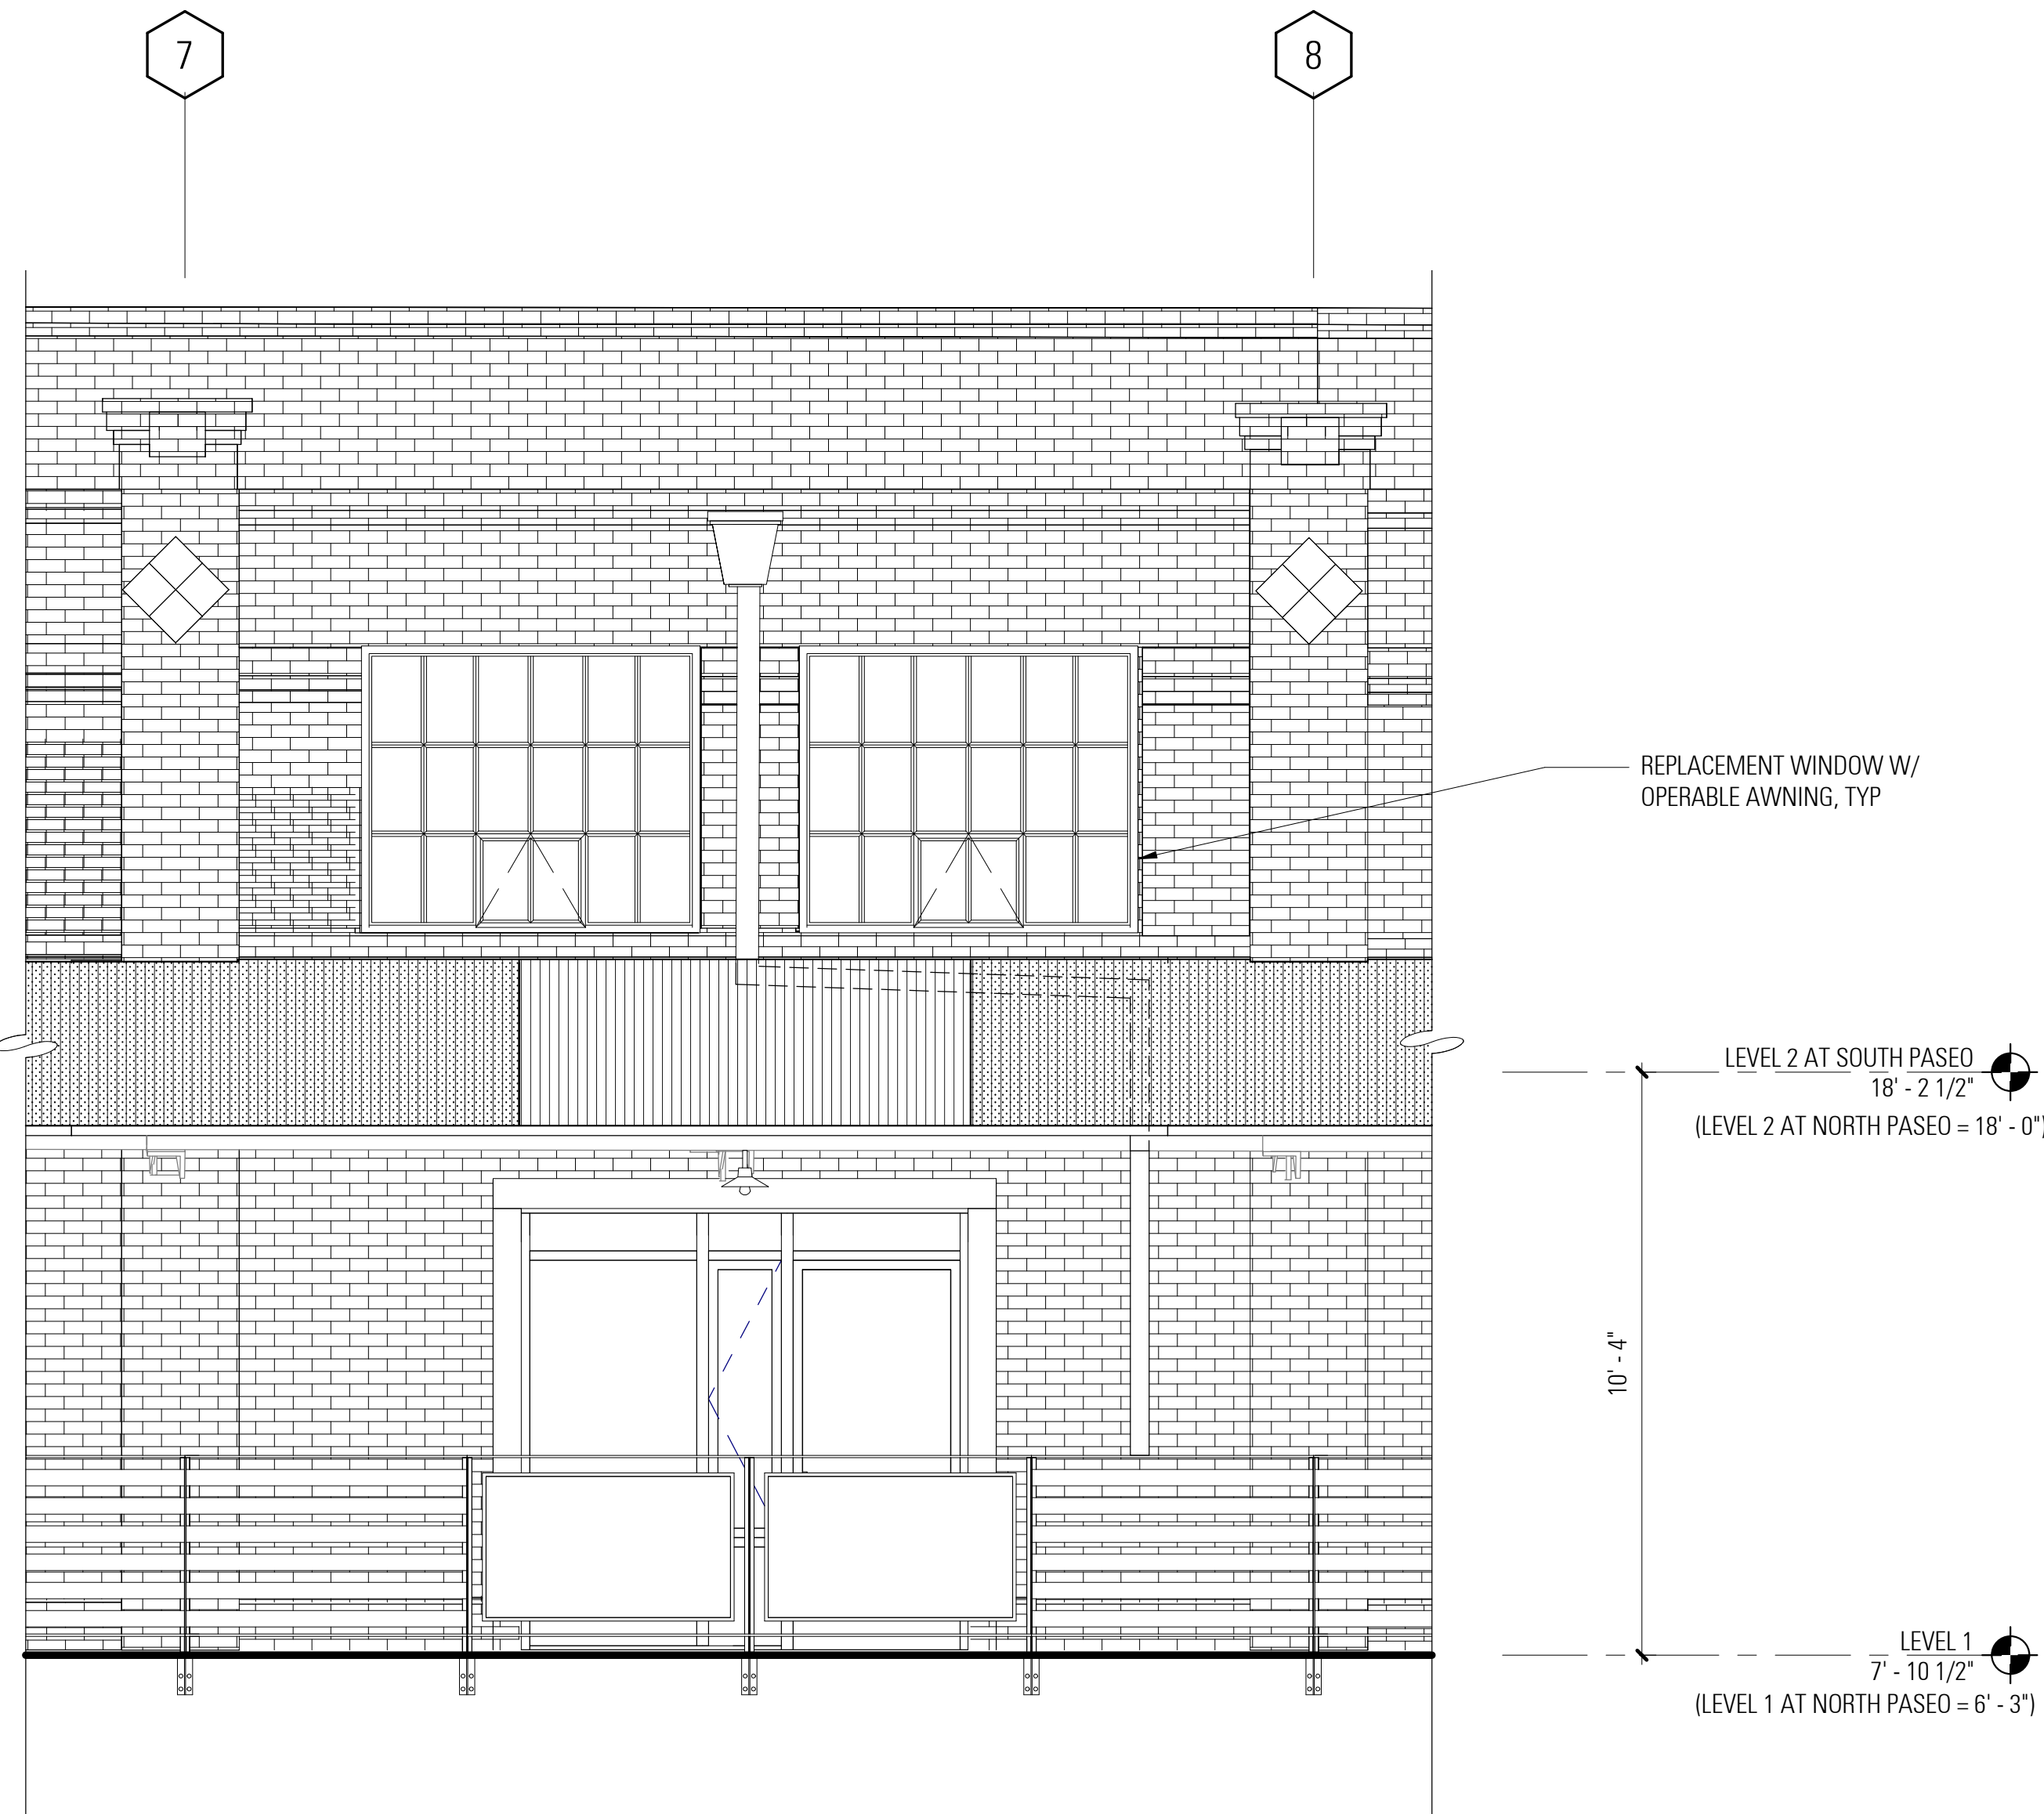 7
8
REPLACEMENT WINDOW W/
OPERABLE AWNING, TYP
LEVEL 2 AT SOUTH PASEO
18' - 2 1/2"
(LEVEL 2 AT NORTH PASEO = 18' - 0")
10' - 4"
LEVEL 1
7' - 10 1/2"
(LEVEL 1 AT NORTH PASEO = 6' - 3")